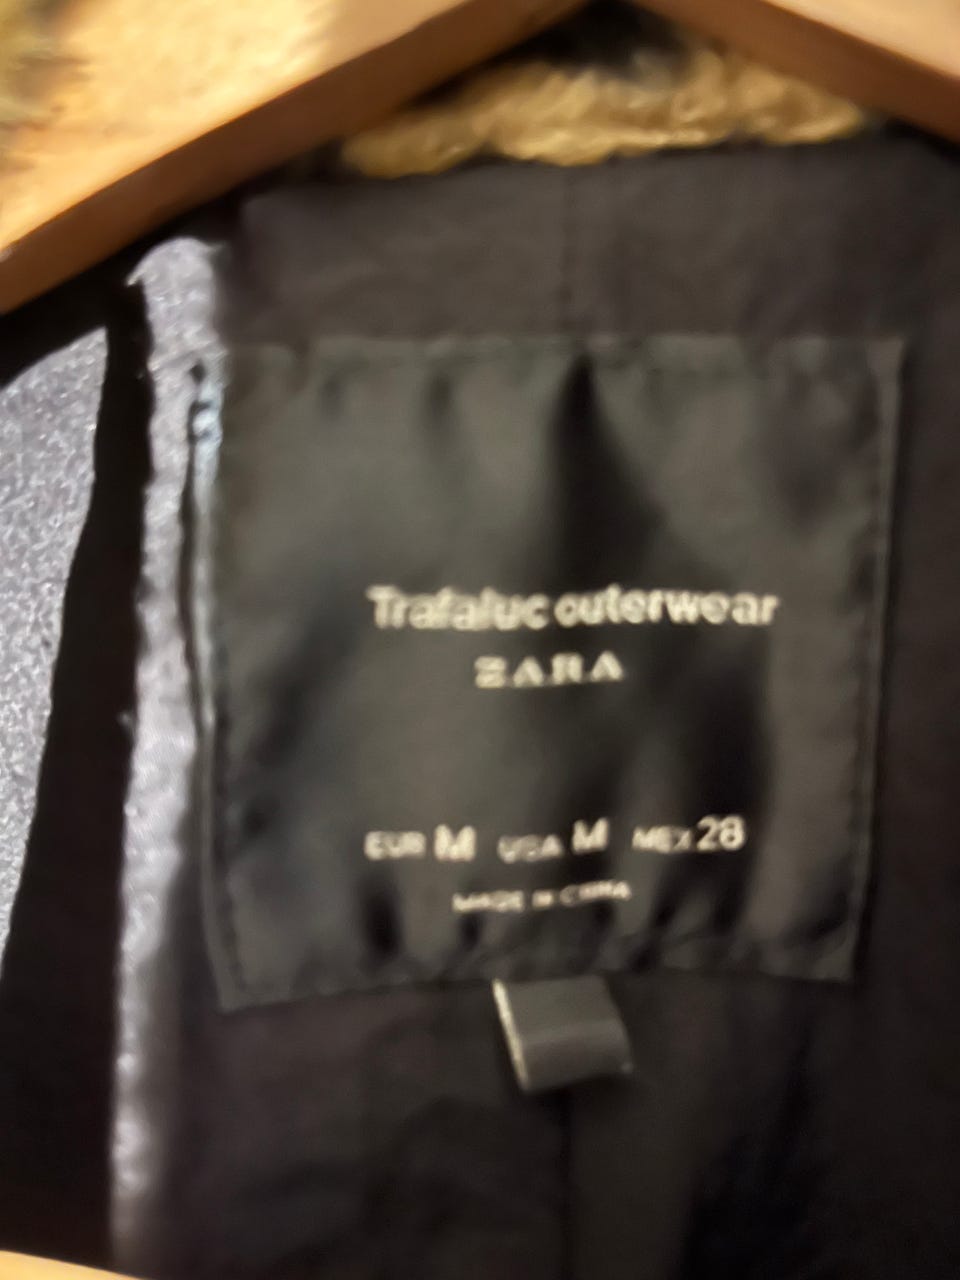 Trafaluc outerwear
ZARA
EUR M USA M MEX 28
MADE IN CHINA